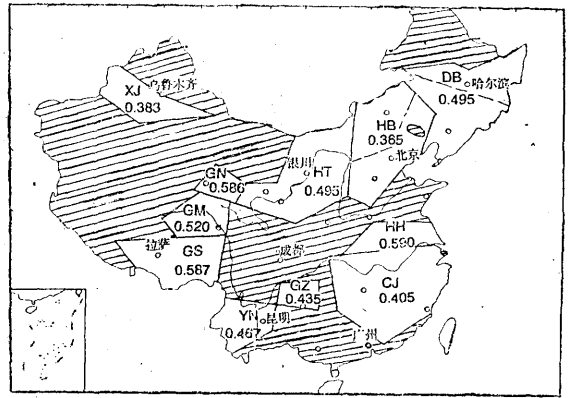 DB
哈尔滨
0.495
XJ
乌鲁木齐
0.383
HB
0.365
北京
银川
HT
0.495
GN
0.586
GM
0.520
HH
0.590
拉萨
GS
0.587
成都
GZ
0.435
CJ
0.405
YN
昆明
0.467
广州